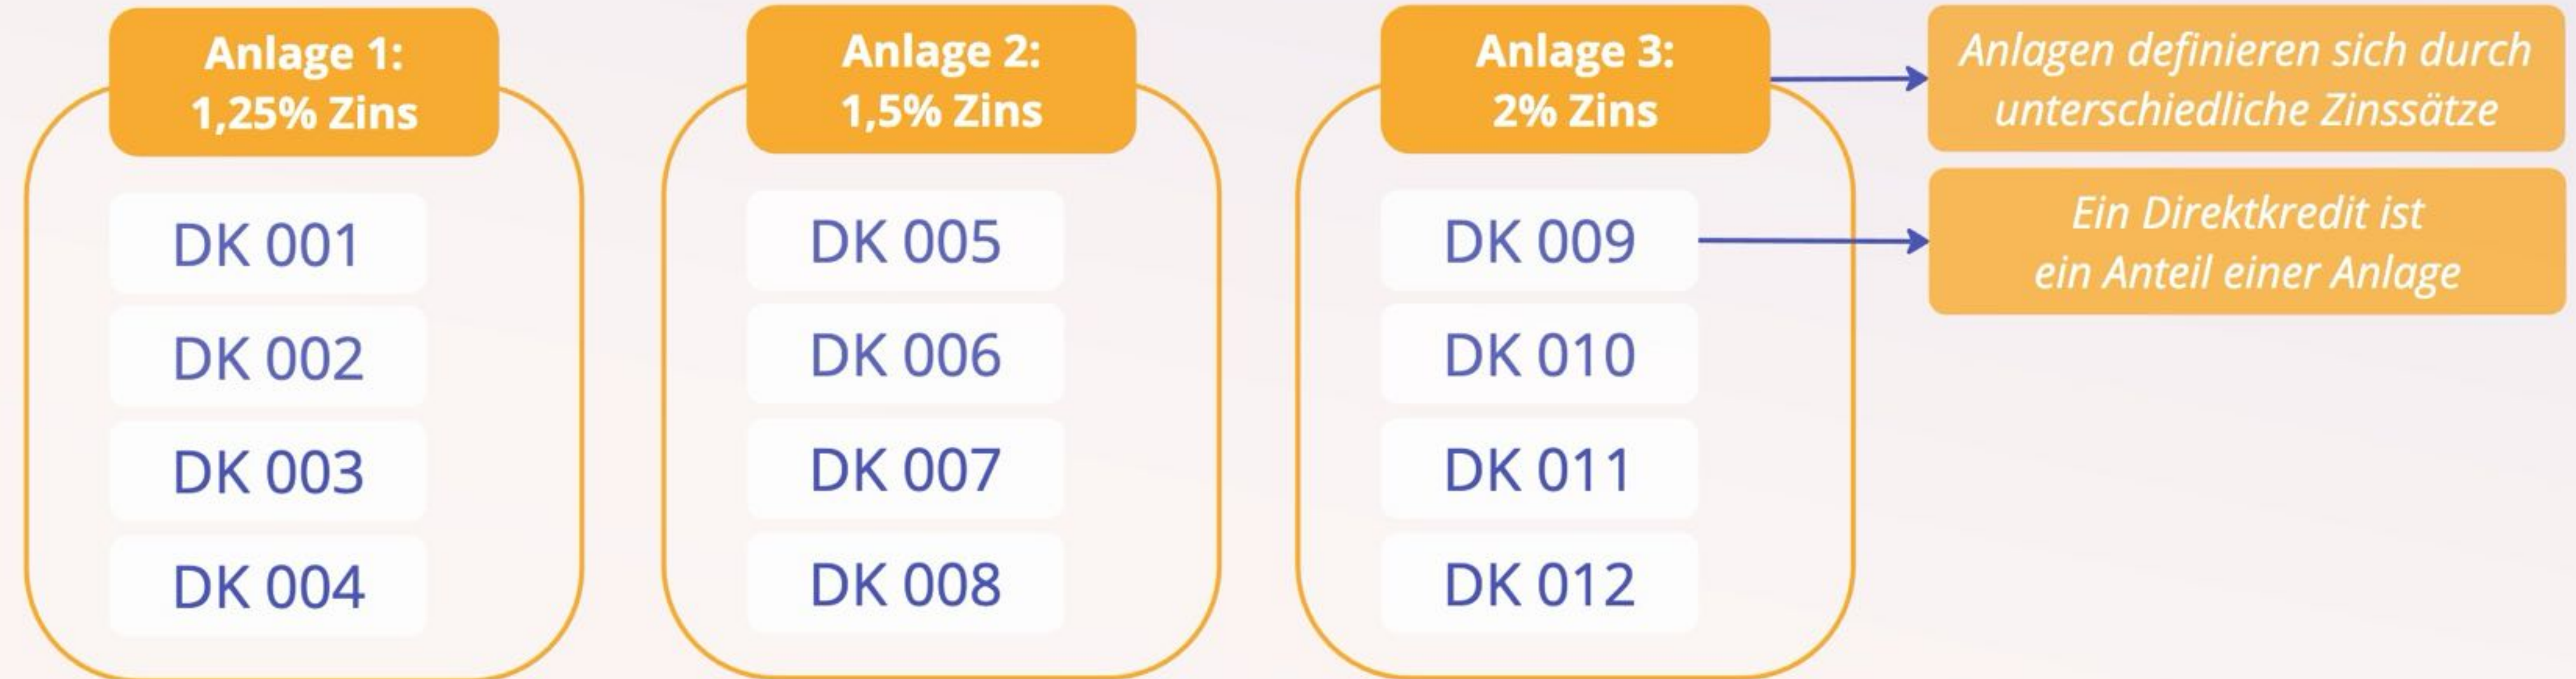 Anlage 1:
1,25% Zins
DK 001
DK 002
DK 003
DK 004
Anlage 2:
1,5% Zins
DK 005
DK 006
DK 007
DK 008
Anlage 3:
2% Zins
DK 009
DK 010
DK 011
DK 012
Anlagen definieren sich durch
unterschiedliche Zinssätze
Ein Direktkredit ist
ein Anteil einer Anlage